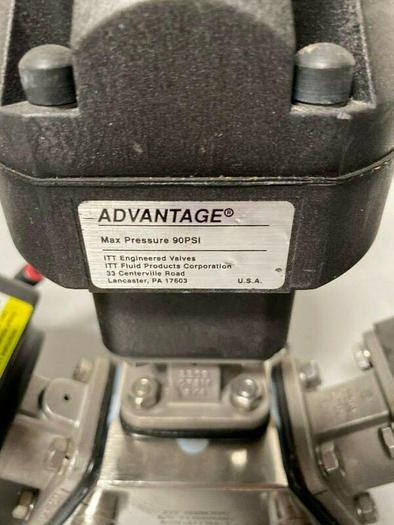 ADVANTAGE®
Max Pressure 90PSI
ITT Engineered Valves
ITT Fluid Products Corporation
33 Centerville Road
Lancaster, PA 17603 U.S.A.